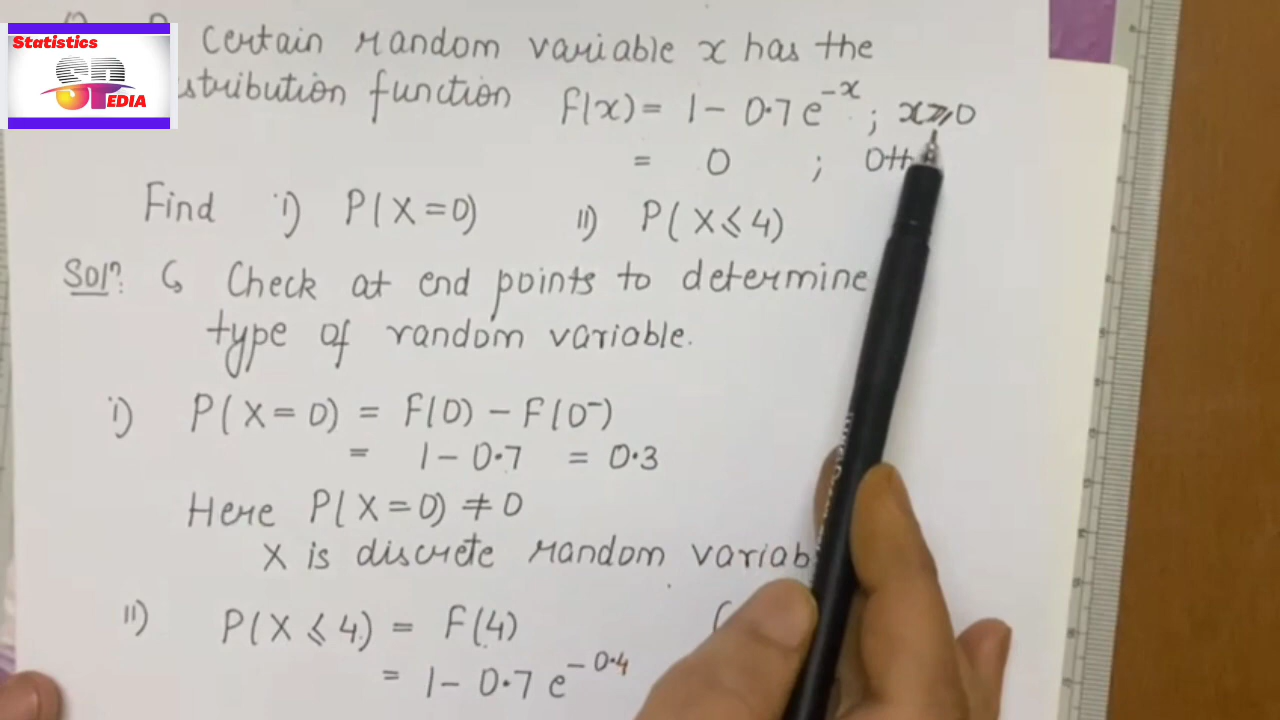 Statistics
EDIA
Certain random variable x has the
stribution function F(x) = 1 - 0.7 e^-x ; x ≥ 0
= 0 ;
Find i) P(X = 0) ii) P(X ≤ 4)
Solⁿ: ↳ Check at end points to determine
type of random variable.
i) P(X = 0) = F(0) - F(0⁻)
= 1 - 0.7 = 0.3
Here P(X = 0) ≠ 0
X is discrete random variab
ii) P(X ≤ 4) = F(4)
= 1 - 0.7 e^-0.4